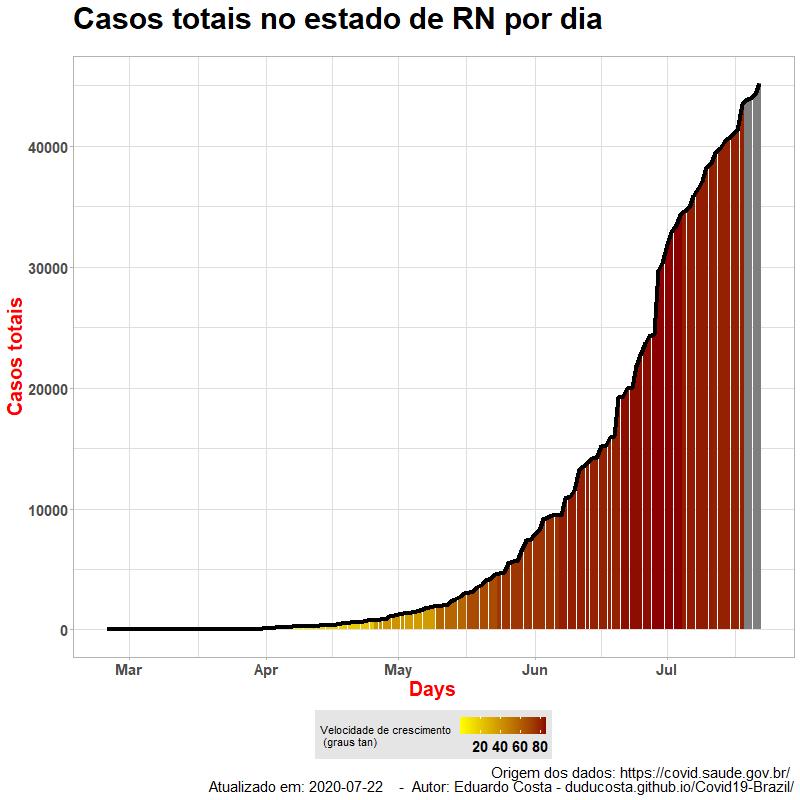 Casos totais no estado de RN por dia
Casos totais
40000
30000
20000
10000
0
Mar Apr May Jun Jul
Days
Velocidade de crescimento
(graus tan)
20 40 60 80
Origem dos dados: https://covid.saude.gov.br/
Atualizado em: 2020-07-22 - Autor: Eduardo Costa - duducosta.github.io/Covid19-Brazil/